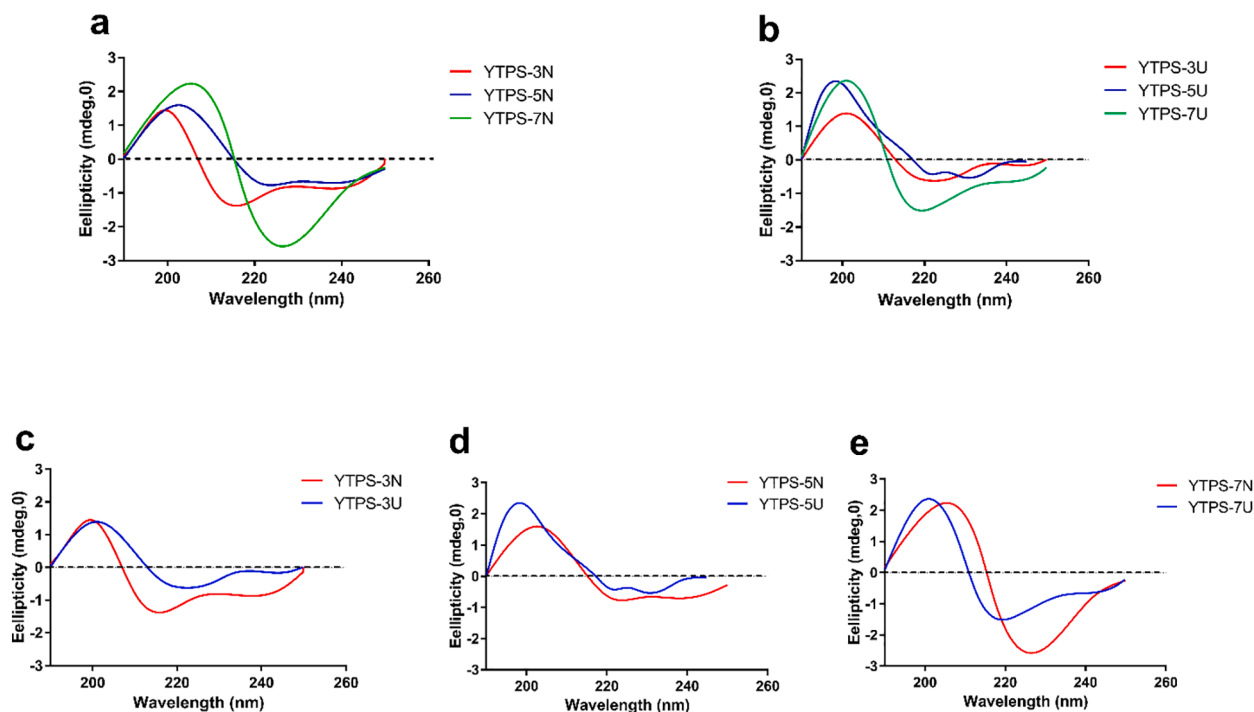 a
YTPS-3N
YTPS-5N
YTPS-7N
3
2
1
0
-1
-2
-3
Eellipticity (mdeg,0)
200
220
240
260
Wavelength (nm)
b
YTPS-3U
YTPS-5U
YTPS-7U
3
2
1
0
-1
-2
-3
Eellipticity (mdeg,0)
200
220
240
260
Wavelength (nm)
c
YTPS-3N
YTPS-3U
3
2
1
0
-1
-2
-3
Eellipticity (mdeg,0)
200
220
240
260
Wavelength (nm)
d
YTPS-5N
YTPS-5U
3
2
1
0
-1
-2
-3
Eellipticity (mdeg,0)
200
220
240
260
Wavelength (nm)
e
YTPS-7N
YTPS-7U
3
2
1
0
-1
-2
-3
Eellipticity (mdeg,0)
200
220
240
260
Wavelength (nm)